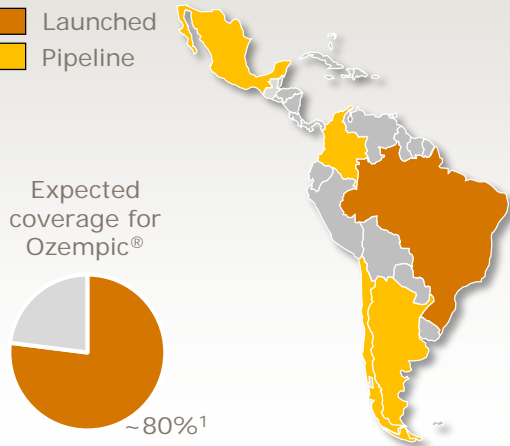 Launched
Pipeline
Expected
coverage for
Ozempic®
~80%¹